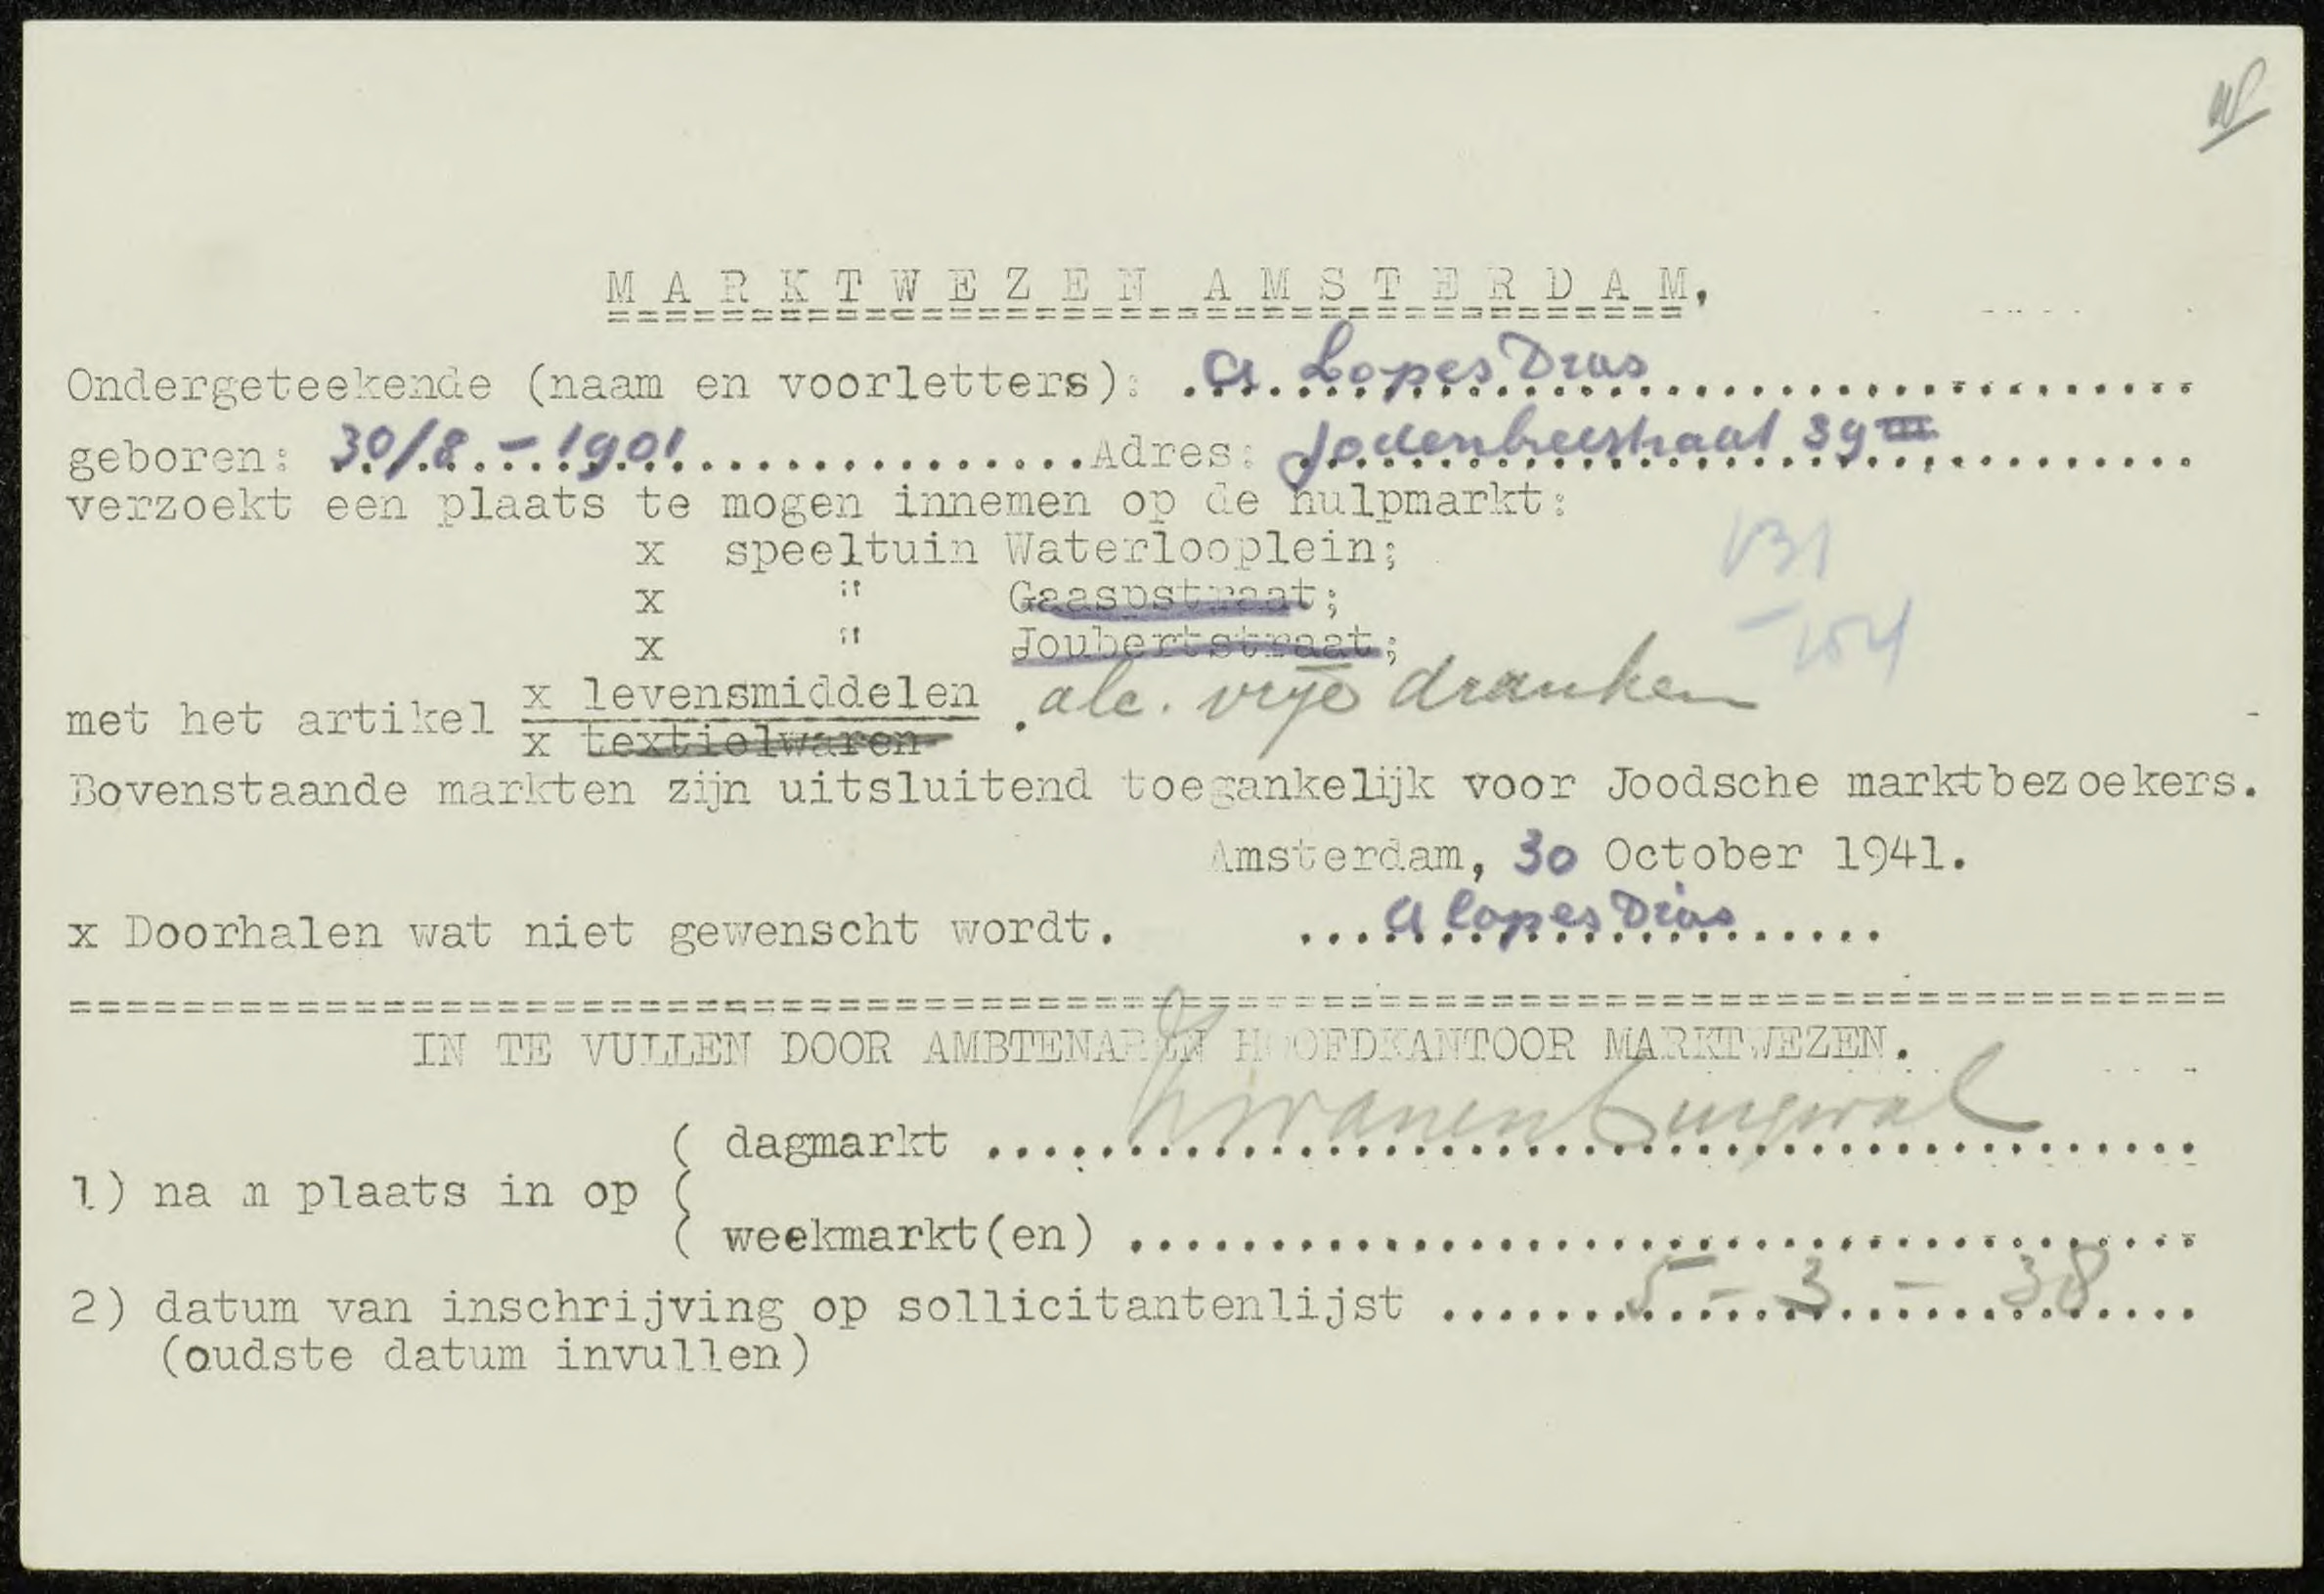 W
MARKTWEZEN AMSTERDAM.
Ondergeteekende (naam en voorletters): A Lopes Dias
geboren: 30/8 - 1901 Adres: Jodenbreestraat 39 III
verzoekt een plaats te mogen innemen op de hulpmarkt:
x speeltuin Waterlooplein;
x " Gaaspstraat;
x " Joubertstraat;
met het artikel x levensmiddelen . alc. vrije dranken
x textielwaren
Bovenstaande markten zijn uitsluitend toegankelijk voor Joodsche marktbezoekers.
Amsterdam, 30 October 1941.
x Doorhalen wat niet gewenscht wordt. A Lopes Dias
IN TE VULLEN DOOR AMBTENAREN HOOFDKANTOOR MARKTWEZEN.
( dagmarkt Zwanenburgwal
1) nam plaats in op (
( weekmarkt(en)
2) datum van inschrijving op sollicitantenlijst 5 - 3 - 38
(oudste datum invullen)